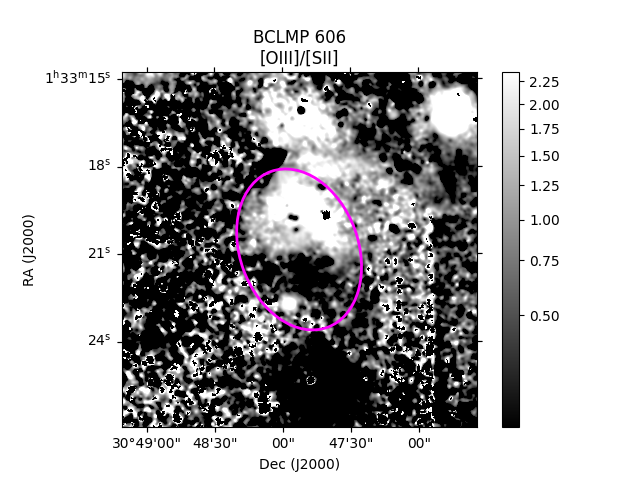 BCLMP 606
[OIII]/[SII]
1ʰ33ᵐ15ˢ
18ˢ
21ˢ
24ˢ
RA (J2000)
30°49'00" 48'30" 00" 47'30" 00"
Dec (J2000)
2.25
2.00
1.75
1.50
1.25
1.00
0.75
0.50